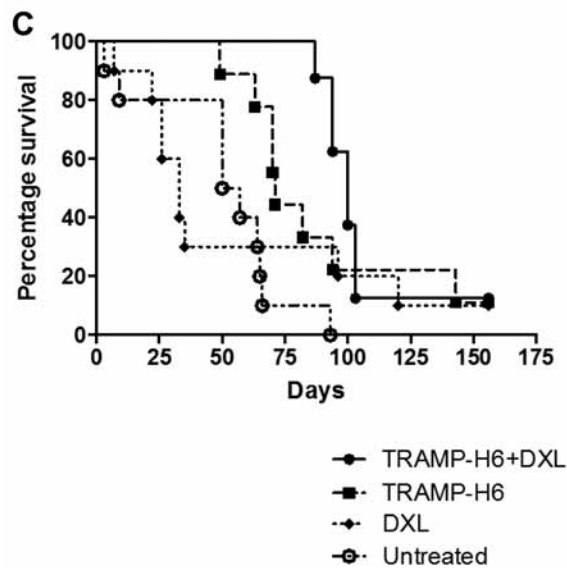 C
100
80
60
40
20
0
Percentage survival
0 25 50 75 100 125 150 175
Days
TRAMP-H6+DXL
TRAMP-H6
DXL
Untreated